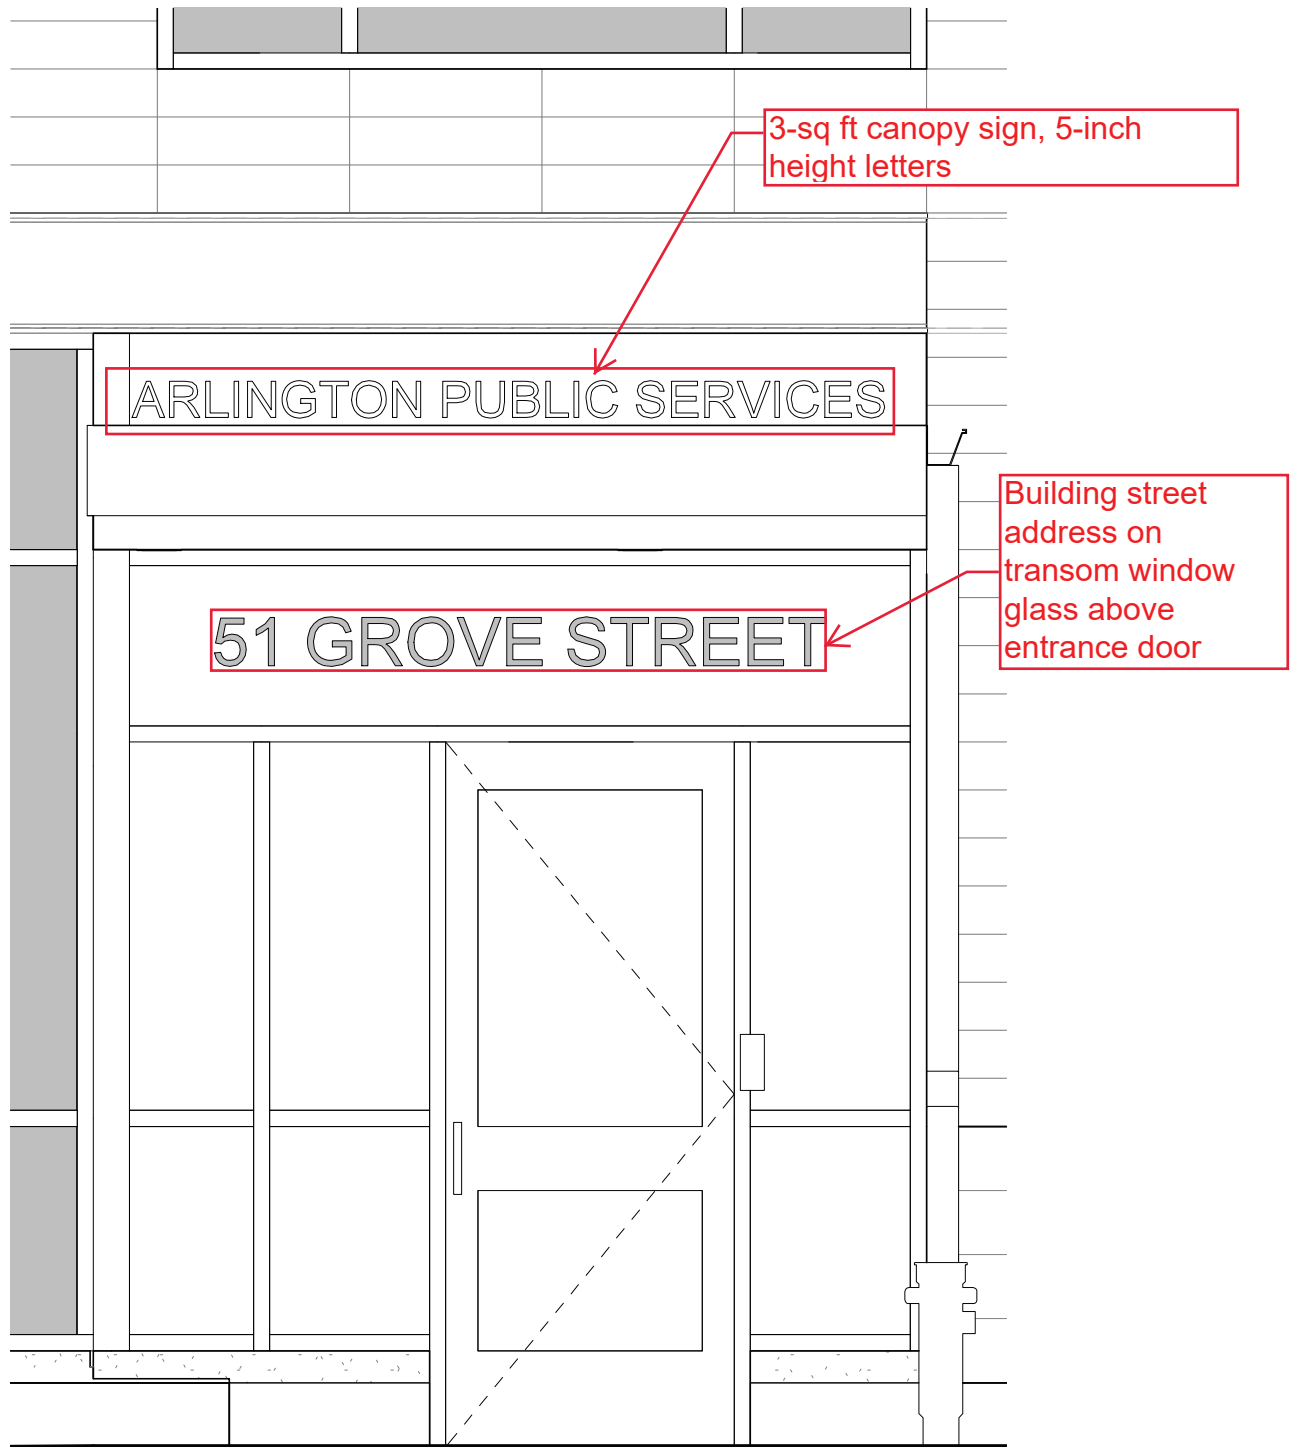 3-sq ft canopy sign, 5-inch
height letters
ARLINGTON PUBLIC SERVICES
Building street
address on
transom window
glass above
entrance door
51 GROVE STREET